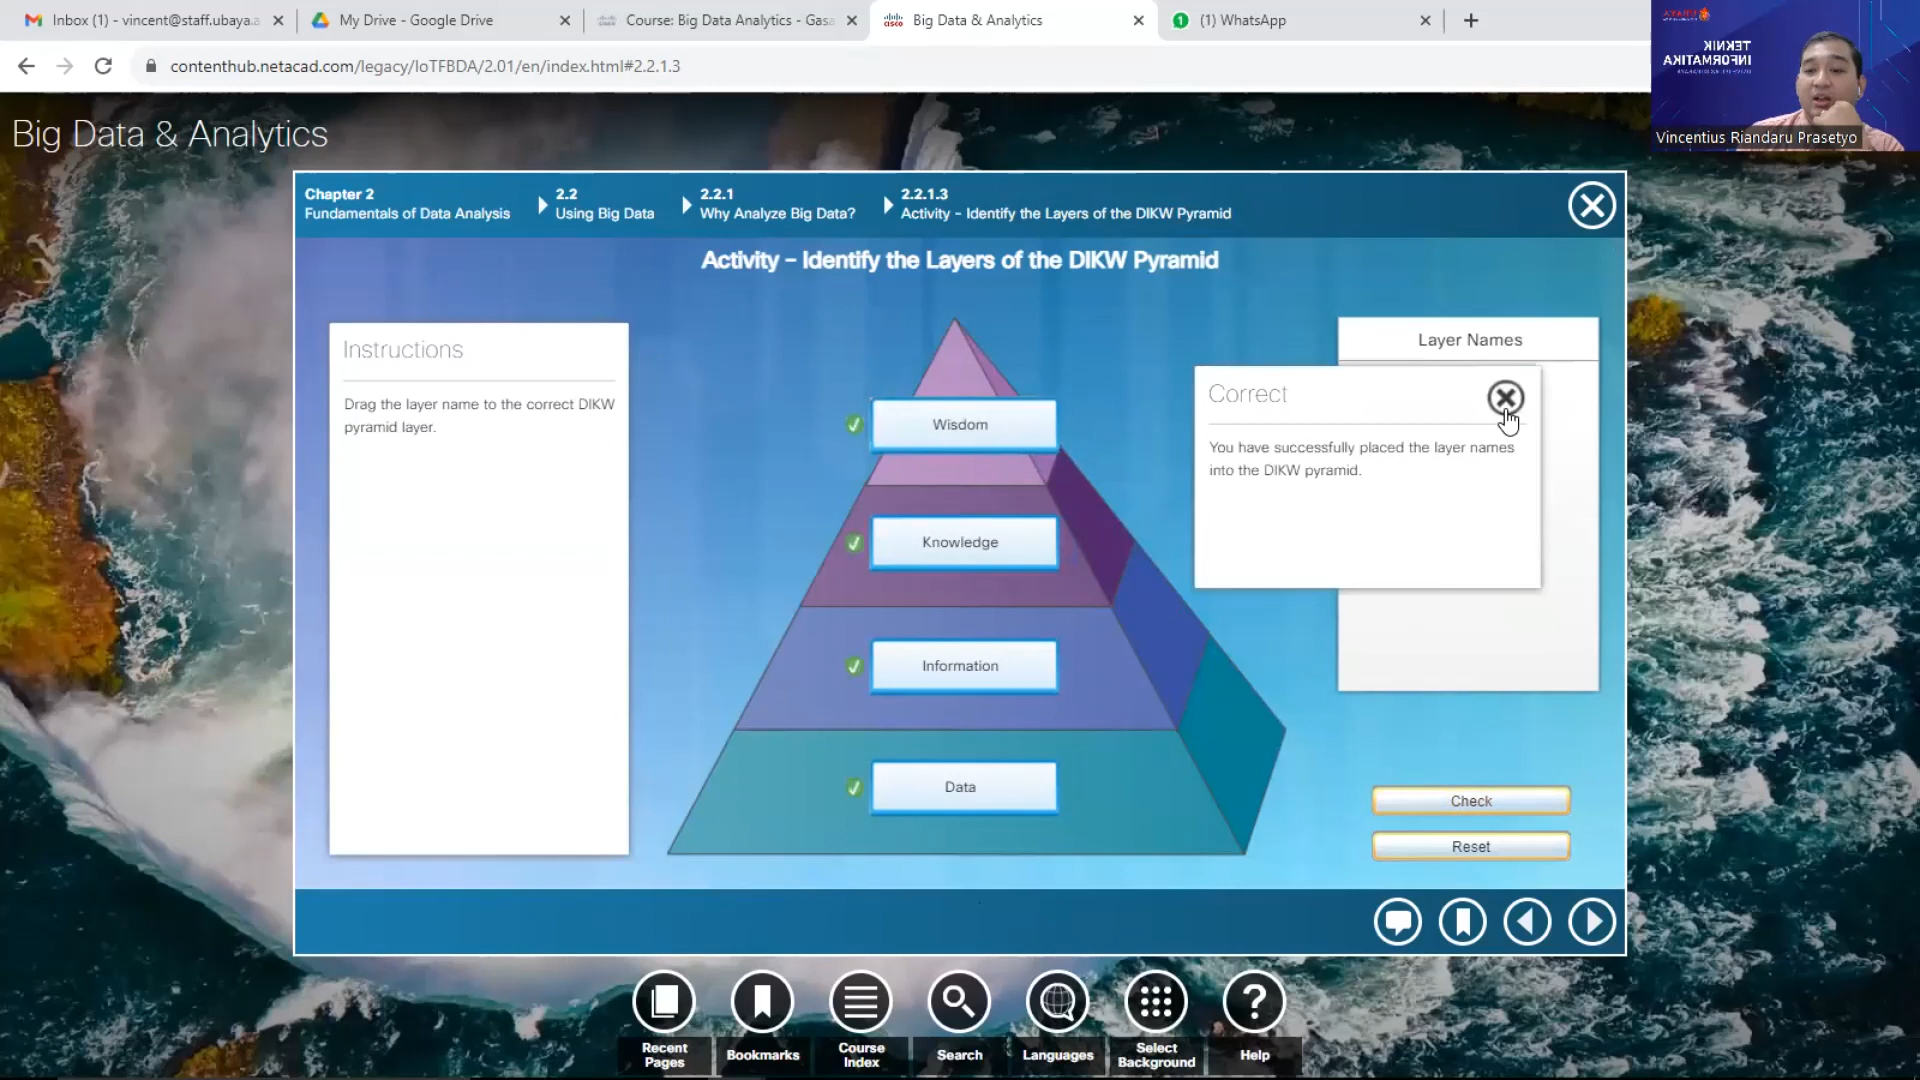 Inbox (1) - vincent@staff.ubaya.a
My Drive - Google Drive
Course: Big Data Analytics - Gasa
Big Data & Analytics
(1) WhatsApp
contenthub.netacad.com/legacy/IoTFBDA/2.01/en/index.html#2.2.1.3
TEKNIK
INFORMATIKA
Vincentius Riandaru Prasetyo
Big Data & Analytics
Chapter 2
Fundamentals of Data Analysis
2.2
Using Big Data
2.2.1
Why Analyze Big Data?
2.2.1.3
Activity - Identify the Layers of the DIKW Pyramid
Activity - Identify the Layers of the DIKW Pyramid
Instructions
Drag the layer name to the correct DIKW
pyramid layer.
Wisdom
Knowledge
Information
Data
Layer Names
Correct
You have successfully placed the layer names
into the DIKW pyramid.
Check
Reset
Recent
Pages
Bookmarks
Course
Index
Search
Languages
Select
Background
Help